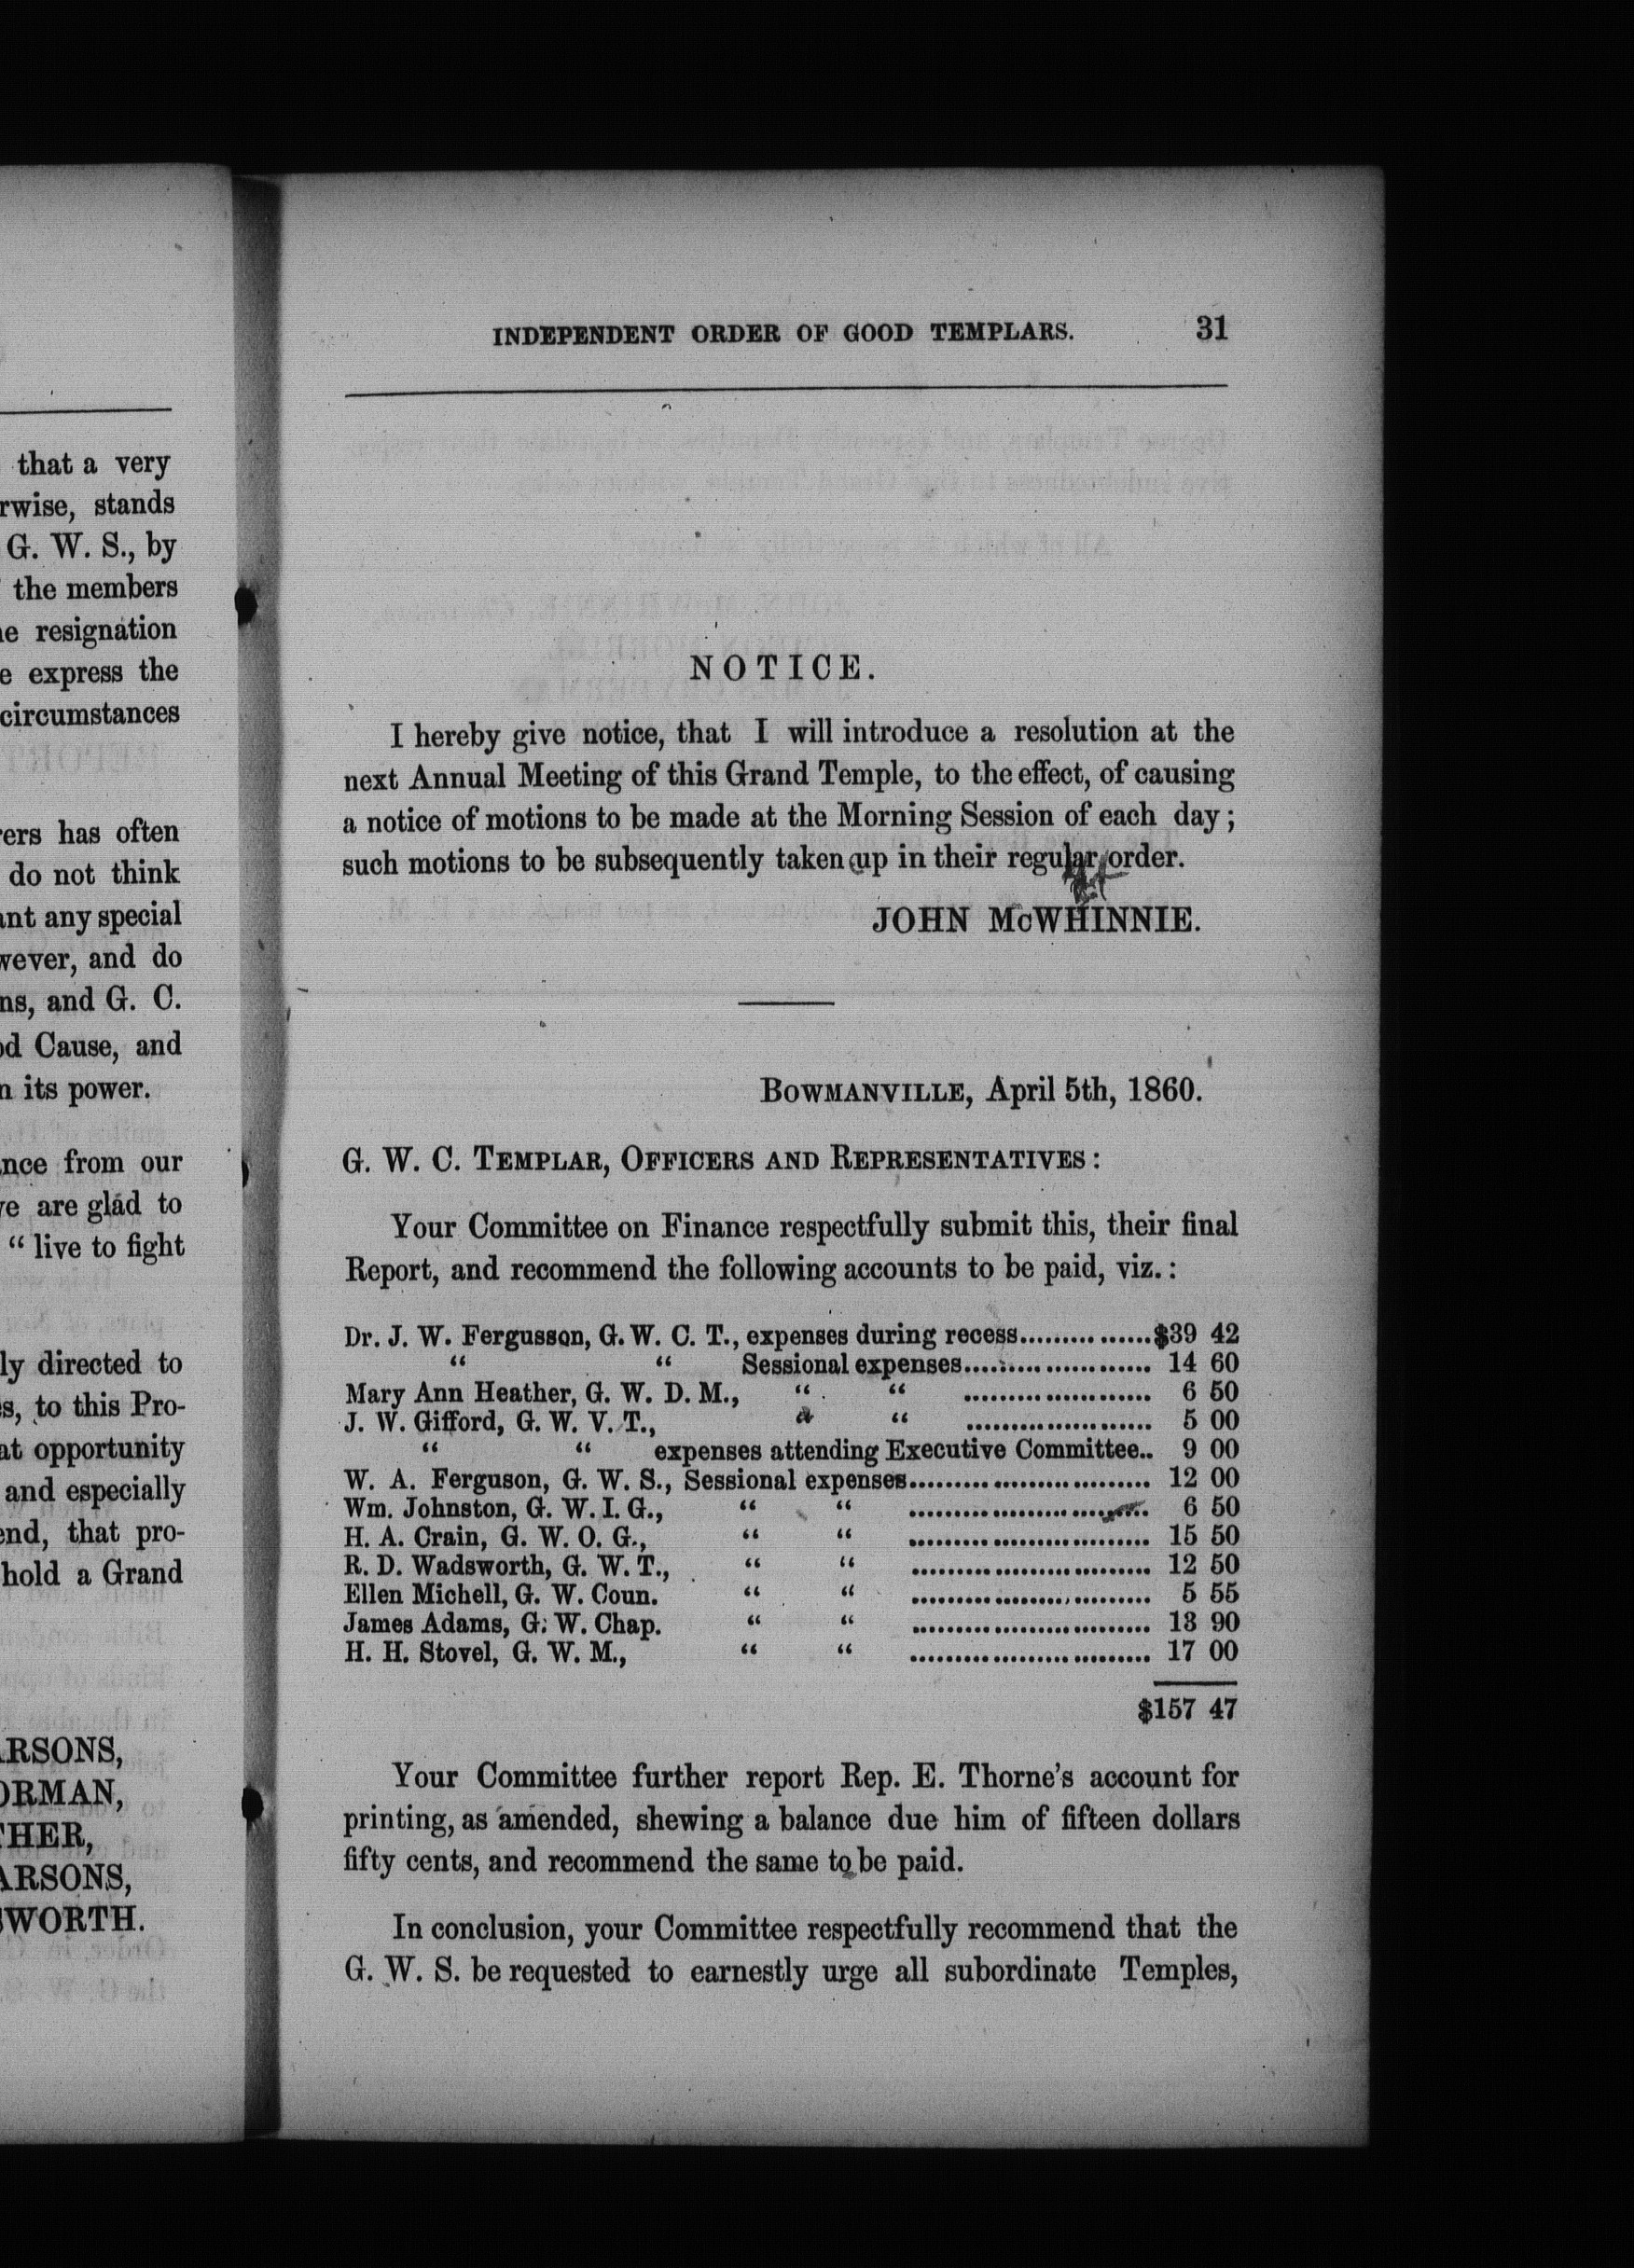 that a very
rwise, stands
G. W. S., by
the members
resignation
express the
circumstances
has often
do not think
any special
wever, and do
and G. C.
Cause, and
its power.
from our
are glad to
"live to fight
directed to
to this Pro-
opportunity
and especially
that pro-
hold a Grand
INDEPENDENT ORDER OF GOOD TEMPLARS. 31
NOTICE.
I hereby give notice, that I will introduce a resolution at the
next Annual Meeting of this Grand Temple, to the effect, of causing
a notice of motions to be made at the Morning Session of each day;
such motions to be subsequently taken up in their regular order.
JOHN McWHINNIE.
BOWMANVILLE, April 5th, 1860.
G. W. C. TEMPLAR, OFFICERS AND REPRESENTATIVES:
Your Committee on Finance respectfully submit this, their final
Report, and recommend the following accounts to be paid, viz.:
Dr. J. W. Fergusson, G. W. C. T., expenses during recess...............$39 42
" " Sessional expenses...................... 14 60
Mary Ann Heather, G. W. D. M., " " ..................... 6 50
J. W. Gifford, G. W. V. T., " " ..................... 5 00
" " expenses attending Executive Committee.. 9 00
W. A. Ferguson, G. W. S., Sessional expenses........................... 12 00
Wm. Johnston, G. W. I. G., " " ........................... 6 50
H. A. Crain, G. W. O. G., " " ........................... 15 50
R. D. Wadsworth, G. W. T., " " ........................... 12 50
Ellen Michell, G. W. Coun. " " ........................... 5 55
James Adams, G. W. Chap. " " ........................... 13 90
H. H. Stovel, G. W. M., " " ........................... 17 00
$157 47
Your Committee further report Rep. E. Thorne's account for
printing, as amended, shewing a balance due him of fifteen dollars
fifty cents, and recommend the same to be paid.
In conclusion, your Committee respectfully recommend that the
G. W. S. be requested to earnestly urge all subordinate Temples,